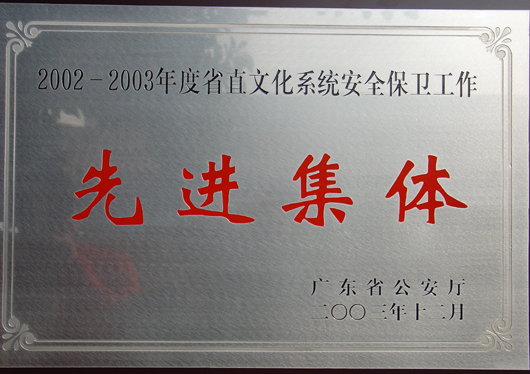 2002－2003年度省直文化系统安全保卫工作
先进集体
广东省公安厅
二〇〇三年十二月